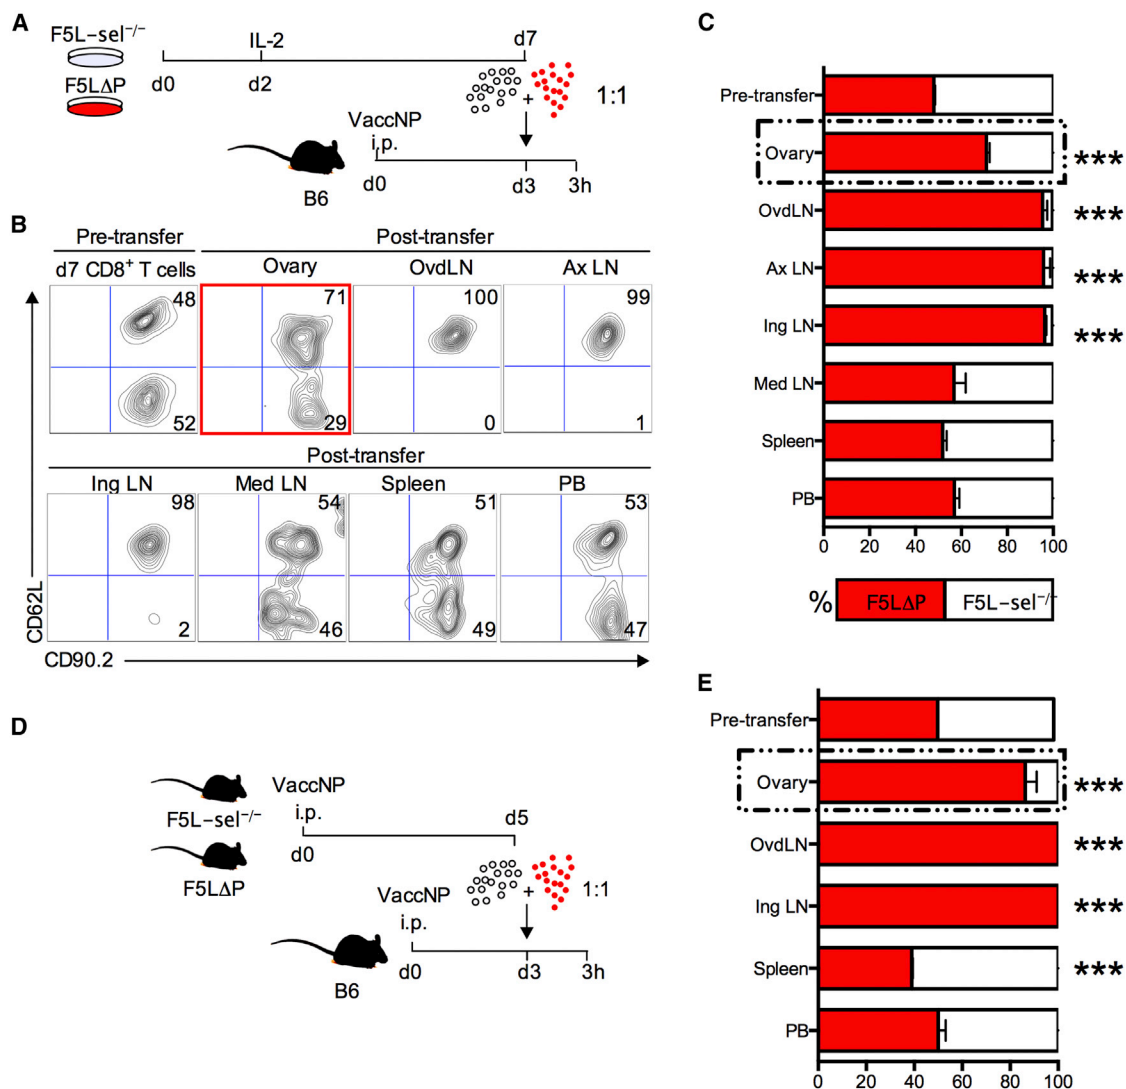 A
F5L-sel⁻/⁻
F5LΔP
IL-2
d0
d2
d7
+
1:1
VaccNP
i.p.
B6
d0
d3
3h
B
Pre-transfer
Post-transfer
d7 CD8⁺ T cells
Ovary
OvdLN
Ax LN
48
71
100
99
52
29
0
1
Post-transfer
Ing LN
Med LN
Spleen
PB
98
54
51
53
2
46
49
47
CD62L
CD90.2
C
Pre-transfer
Ovary
***
OvdLN
***
Ax LN
***
Ing LN
***
Med LN
Spleen
PB
0 20 40 60 80 100
% F5LΔP F5L-sel⁻/⁻
D
F5L-sel⁻/⁻
F5LΔP
VaccNP
i.p.
d0
d5
+
1:1
VaccNP
i.p.
B6
d0
d3
3h
E
Pre-transfer
Ovary
***
OvdLN
***
Ing LN
***
Spleen
***
PB
0 20 40 60 80 100